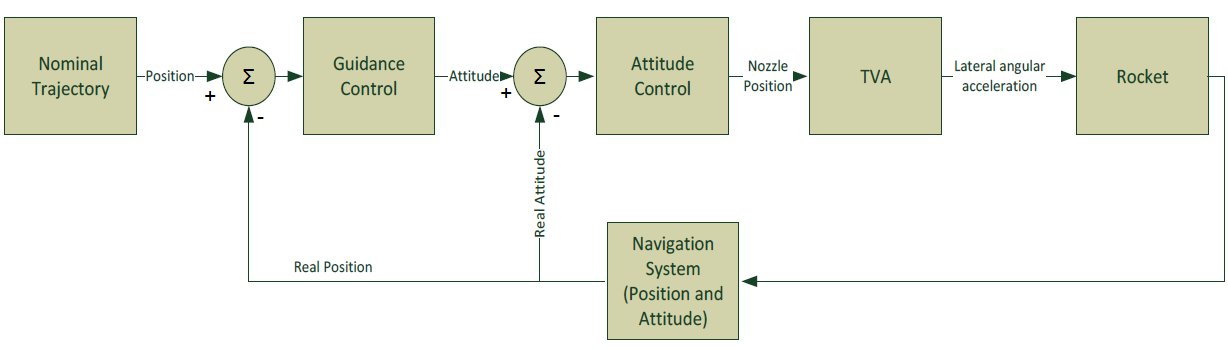 Nominal
Trajectory
Position
+
Σ
-
Guidance
Control
Attitude
+
Σ
-
Attitude
Control
Nozzle
Position
TVA
Lateral angular
acceleration
Rocket
Real Attitude
Real Position
Navigation
System
(Position and
Attitude)